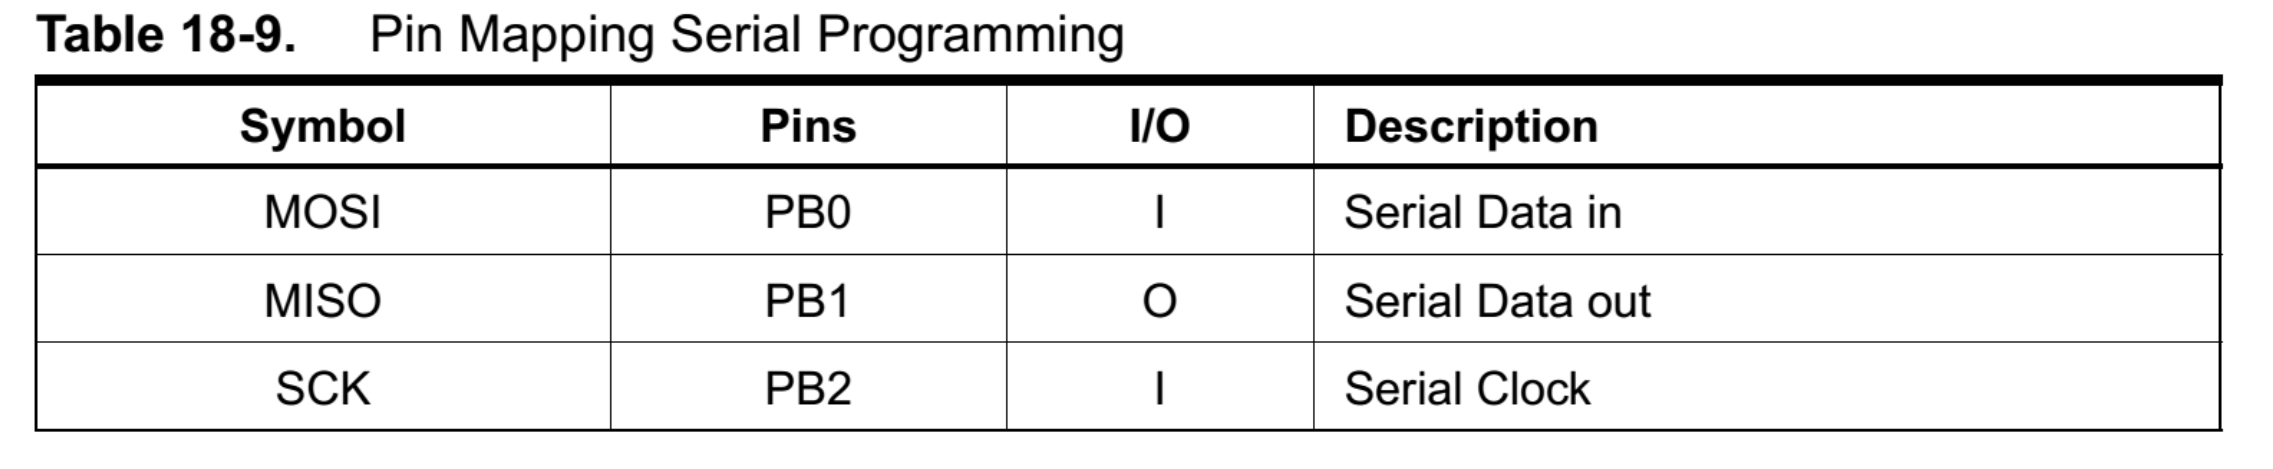 Table 18-9. Pin Mapping Serial Programming
Symbol Pins I/O Description
MOSI PB0 I Serial Data in
MISO PB1 O Serial Data out
SCK PB2 I Serial Clock